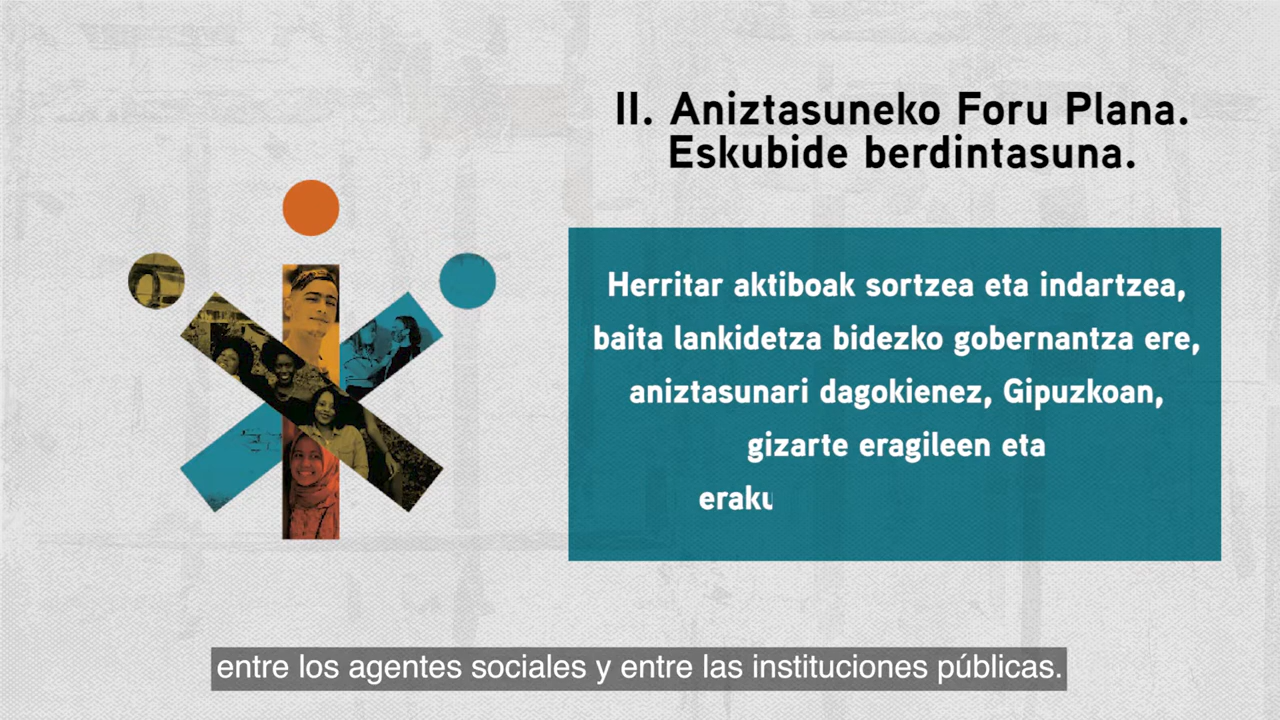 II. Aniztasuneko Foru Plana.
Eskubide berdintasuna.
Herritar aktiboak sortzea eta indartzea,
baita lankidetza bidezko gobernantza ere,
aniztasunari dagokienez, Gipuzkoan,
gizarte eragileen eta
eraku
entre los agentes sociales y entre las instituciones públicas.